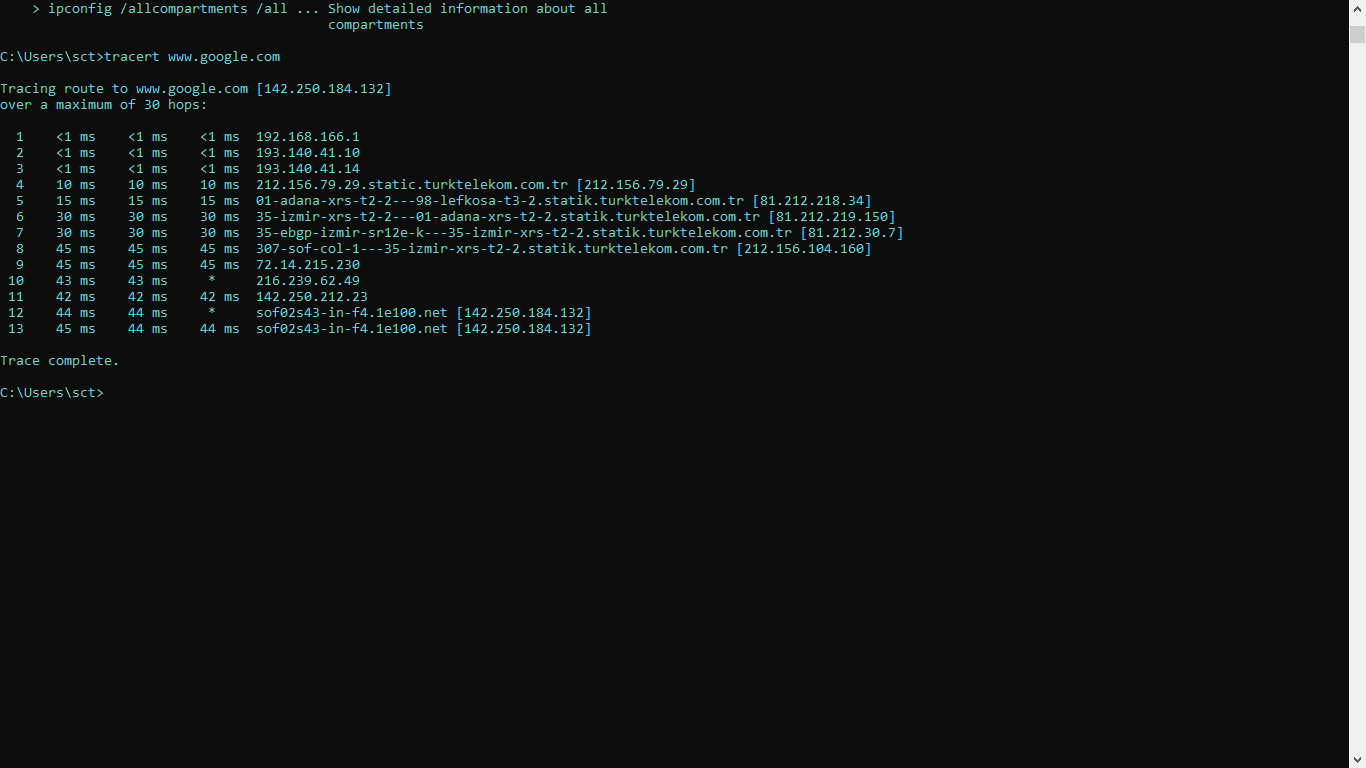 > ipconfig /allcompartments /all ... Show detailed information about all
compartments
C:\Users\sct>tracert www.google.com
Tracing route to www.google.com [142.250.184.132]
over a maximum of 30 hops:
1 <1 ms <1 ms <1 ms 192.168.166.1
2 <1 ms <1 ms <1 ms 193.140.41.10
3 <1 ms <1 ms <1 ms 193.140.41.14
4 10 ms 10 ms 10 ms 212.156.79.29.static.turktelekom.com.tr [212.156.79.29]
5 15 ms 15 ms 15 ms 01-adana-xrs-t2-2---98-lefkosa-t3-2.statik.turktelekom.com.tr [81.212.218.34]
6 30 ms 30 ms 30 ms 35-izmir-xrs-t2-2---01-adana-xrs-t2-2.statik.turktelekom.com.tr [81.212.219.150]
7 30 ms 30 ms 30 ms 35-ebgp-izmir-sr12e-k---35-izmir-xrs-t2-2.statik.turktelekom.com.tr [81.212.30.7]
8 45 ms 45 ms 45 ms 307-sof-col-1---35-izmir-xrs-t2-2.statik.turktelekom.com.tr [212.156.104.160]
9 45 ms 45 ms 45 ms 72.14.215.230
10 43 ms 43 ms * 216.239.62.49
11 42 ms 42 ms 42 ms 142.250.212.23
12 44 ms 44 ms * sof02s43-in-f4.1e100.net [142.250.184.132]
13 45 ms 44 ms 44 ms sof02s43-in-f4.1e100.net [142.250.184.132]
Trace complete.
C:\Users\sct>